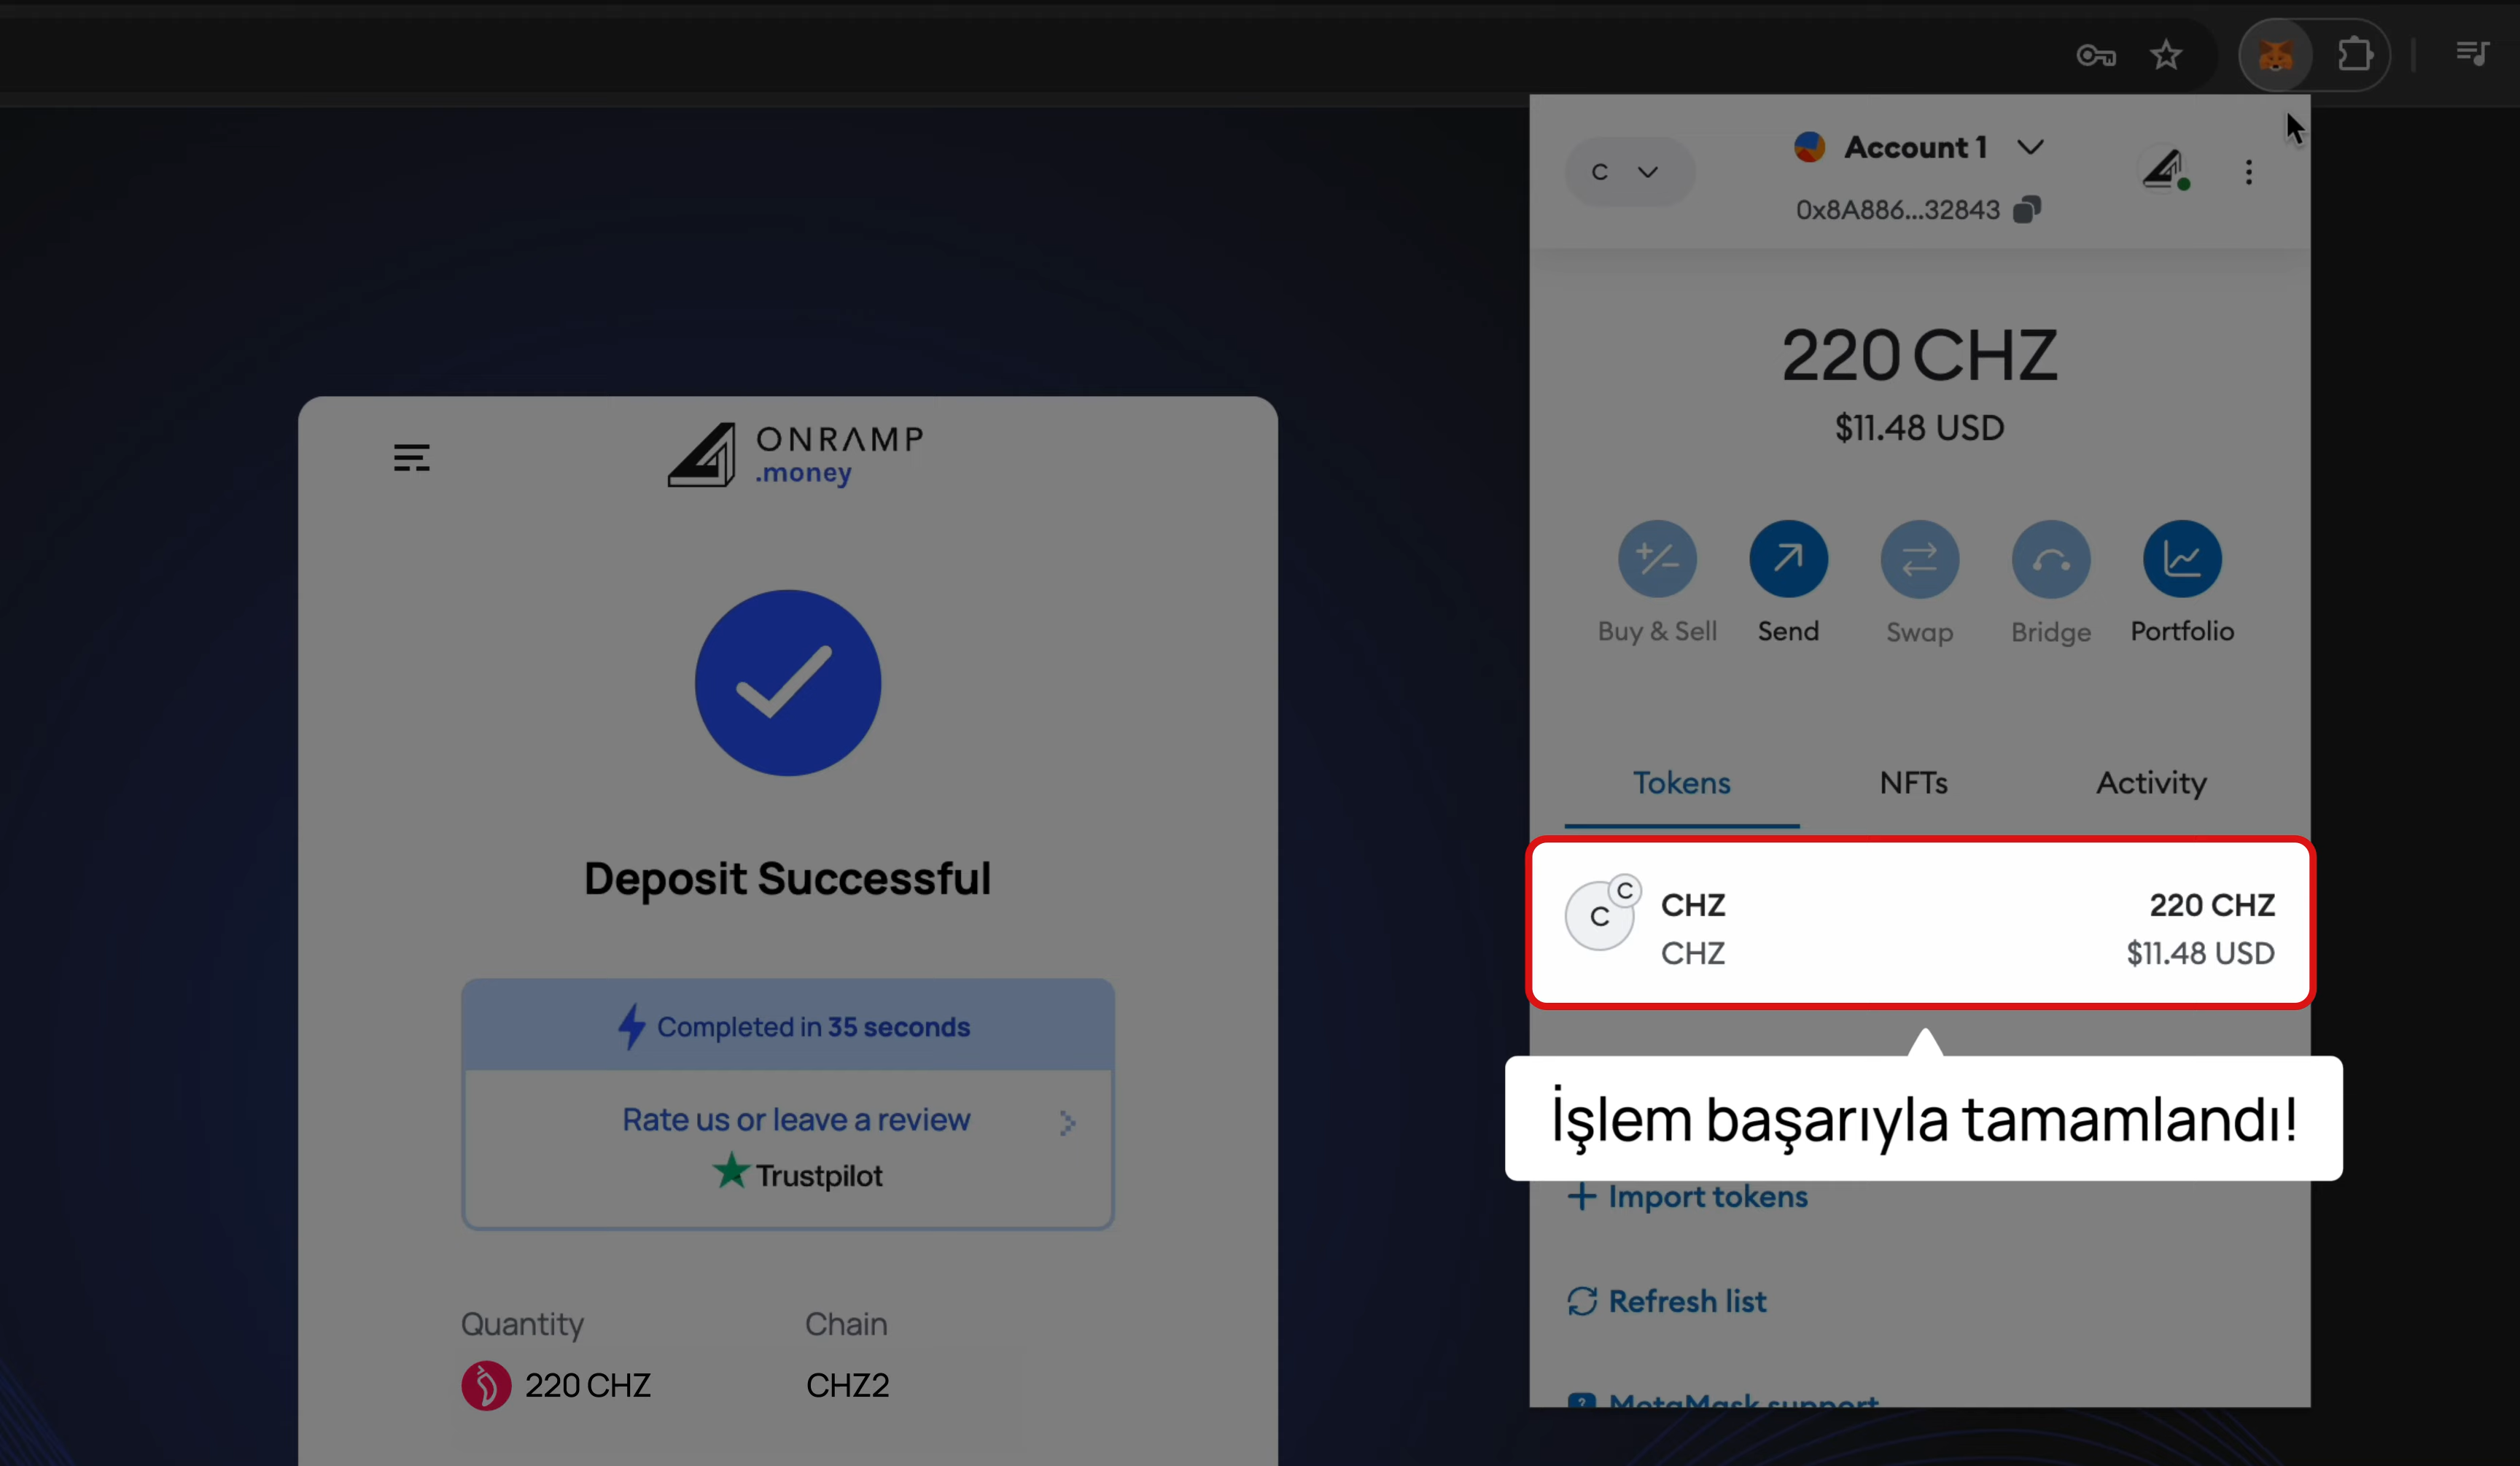 ONRAMP
.money
Deposit Successful
Completed in 35 seconds
Rate us or leave a review
Trustpilot
Quantity
Chain
220 CHZ
CHZ2
C
Account 1
0x8A886...32843
220 CHZ
$11.48 USD
Buy & Sell
Send
Swap
Bridge
Portfolio
Tokens
NFTs
Activity
C
C
CHZ
220 CHZ
CHZ
$11.48 USD
İşlem başarıyla tamamlandı!
+ Import tokens
Refresh list
MetaMask support